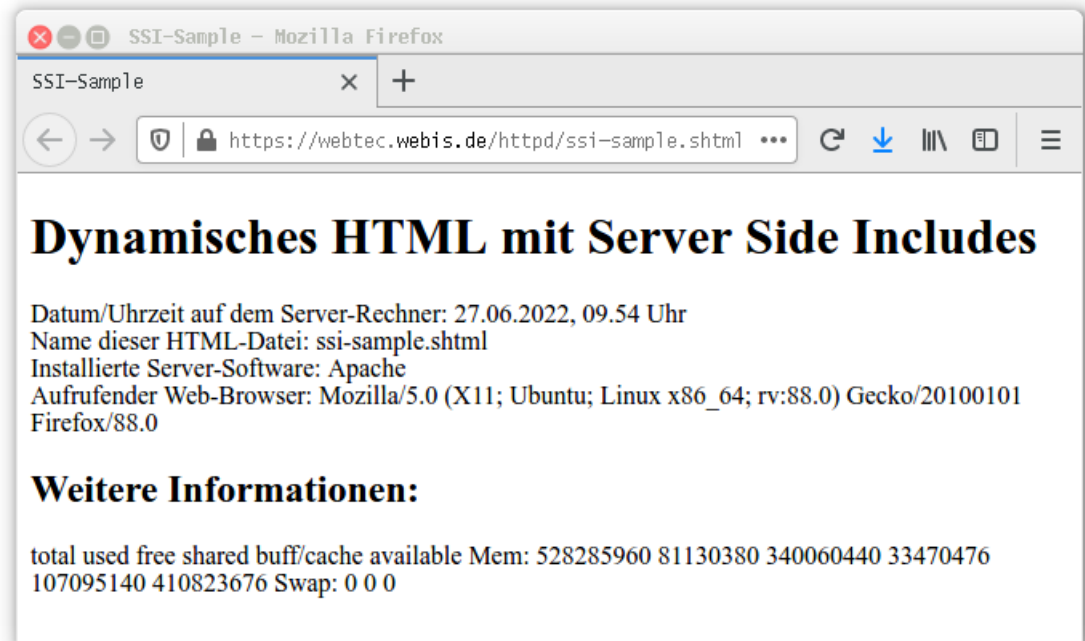 SSI-Sample - Mozilla Firefox
SSI-Sample
https://webtec.webis.de/httpd/ssi-sample.shtml
Dynamisches HTML mit Server Side Includes
Datum/Uhrzeit auf dem Server-Rechner: 27.06.2022, 09.54 Uhr
Name dieser HTML-Datei: ssi-sample.shtml
Installierte Server-Software: Apache
Aufrufender Web-Browser: Mozilla/5.0 (X11; Ubuntu; Linux x86_64; rv:88.0) Gecko/20100101
Firefox/88.0
Weitere Informationen:
total used free shared buff/cache available Mem: 528285960 81130380 340060440 33470476
107095140 410823676 Swap: 0 0 0